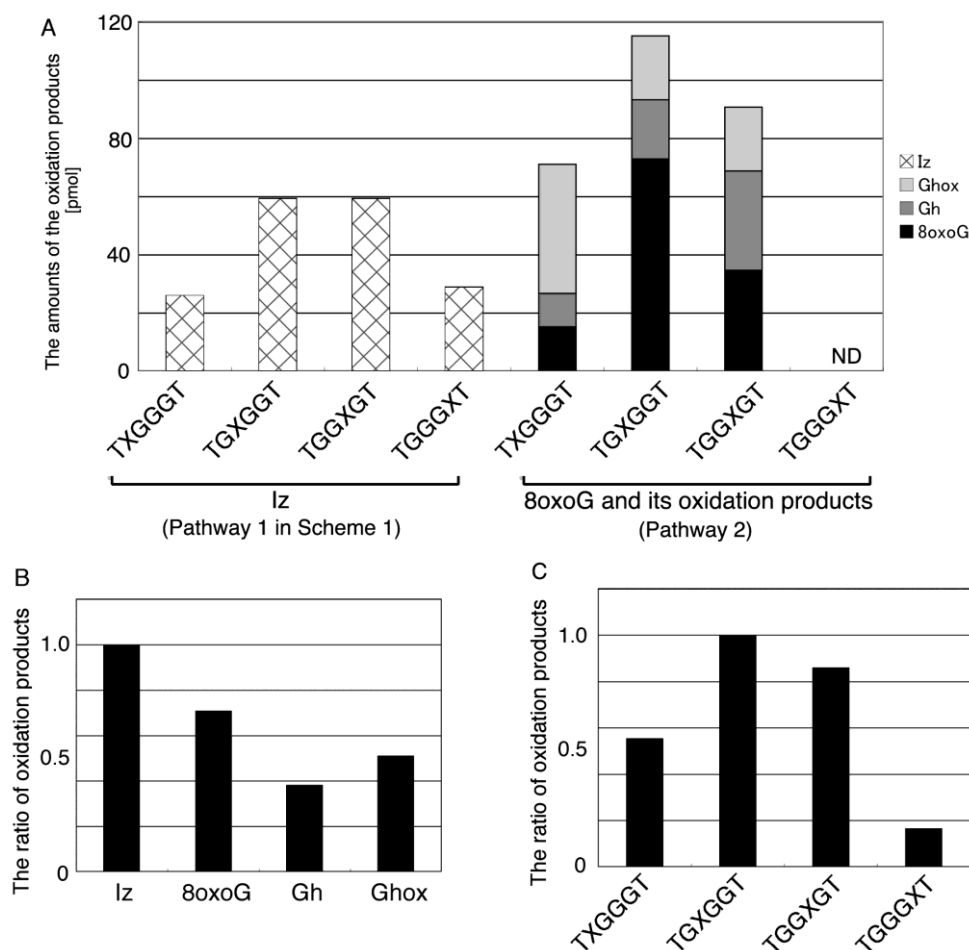 A
The amounts of the oxidation products
[pmol]
120
80
40
0
ND
Iz
Ghox
Gh
8oxoG
TXGGGT
TGXGGT
TGGXGT
TGGGXT
TXGGGT
TGXGGT
TGGXGT
TGGGXT
Iz
(Pathway 1 in Scheme 1)
8oxoG and its oxidation products
(Pathway 2)
B
The ratio of oxidation products
1.0
0.5
0
Iz
8oxoG
Gh
Ghox
C
The ratio of oxidation products
1.0
0.5
0
TXGGGT
TGXGGT
TGGXGT
TGGGXT